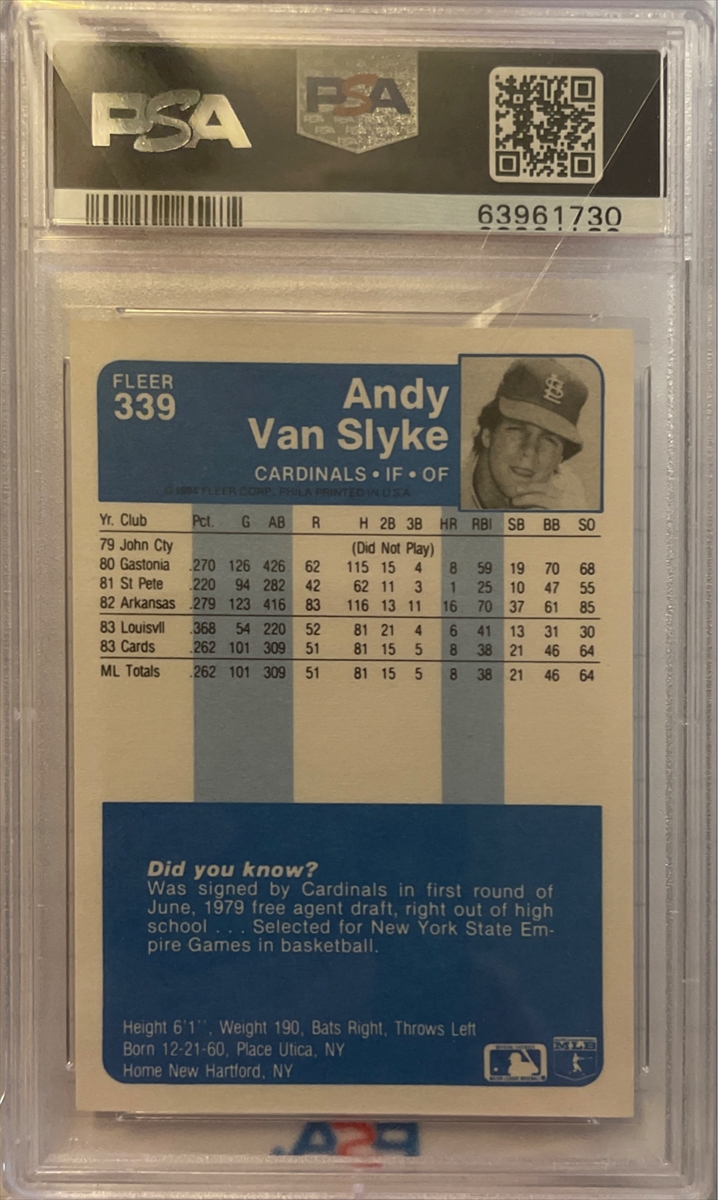 PSA
PSA
63961730
FLEER
339
Andy
Van Slyke
CARDINALS • IF • OF
© 1984 FLEER CORP. PHILA PRINTED IN U.S.A.
Yr. Club Pct. G AB R H 2B 3B HR RBI SB BB SO
79 John Cty (Did Not Play)
80 Gastonia .270 126 426 62 115 15 4 8 59 19 70 68
81 St Pete .220 94 282 42 62 11 3 1 25 10 47 55
82 Arkansas .279 123 416 83 116 13 11 16 70 37 61 85
83 Louisvll .368 54 220 52 81 21 4 6 41 13 31 30
83 Cards .262 101 309 51 81 15 5 8 38 21 46 64
ML Totals .262 101 309 51 81 15 5 8 38 21 46 64
Did you know?
Was signed by Cardinals in first round of
June, 1979 free agent draft, right out of high
school . . . Selected for New York State Em-
pire Games in basketball.
Height 6'1'', Weight 190, Bats Right, Throws Left
Born 12-21-60, Place Utica, NY
Home New Hartford, NY
MLB
PSA